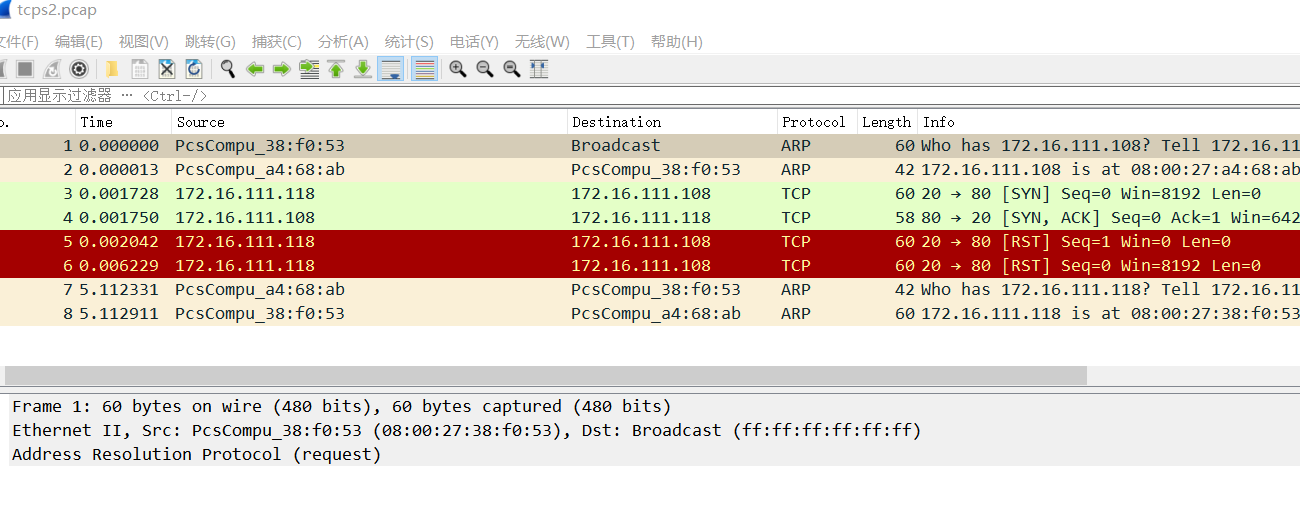 tcps2.pcap
文件(F) 编辑(E) 视图(V) 跳转(G) 捕获(C) 分析(A) 统计(S) 电话(Y) 无线(W) 工具(T) 帮助(H)
应用显示过滤器 … <Ctrl-/>
o. Time Source Destination Protocol Length Info
1 0.000000 PcsCompu_38:f0:53 Broadcast ARP 60 Who has 172.16.111.108? Tell 172.16.11
2 0.000013 PcsCompu_a4:68:ab PcsCompu_38:f0:53 ARP 42 172.16.111.108 is at 08:00:27:a4:68:ab
3 0.001728 172.16.111.118 172.16.111.108 TCP 60 20 → 80 [SYN] Seq=0 Win=8192 Len=0
4 0.001750 172.16.111.108 172.16.111.118 TCP 58 80 → 20 [SYN, ACK] Seq=0 Ack=1 Win=642
5 0.002042 172.16.111.118 172.16.111.108 TCP 60 20 → 80 [RST] Seq=1 Win=0 Len=0
6 0.006229 172.16.111.118 172.16.111.108 TCP 60 20 → 80 [RST] Seq=0 Win=8192 Len=0
7 5.112331 PcsCompu_a4:68:ab PcsCompu_38:f0:53 ARP 42 Who has 172.16.111.118? Tell 172.16.11
8 5.112911 PcsCompu_38:f0:53 PcsCompu_a4:68:ab ARP 60 172.16.111.118 is at 08:00:27:38:f0:53
Frame 1: 60 bytes on wire (480 bits), 60 bytes captured (480 bits)
Ethernet II, Src: PcsCompu_38:f0:53 (08:00:27:38:f0:53), Dst: Broadcast (ff:ff:ff:ff:ff:ff)
Address Resolution Protocol (request)